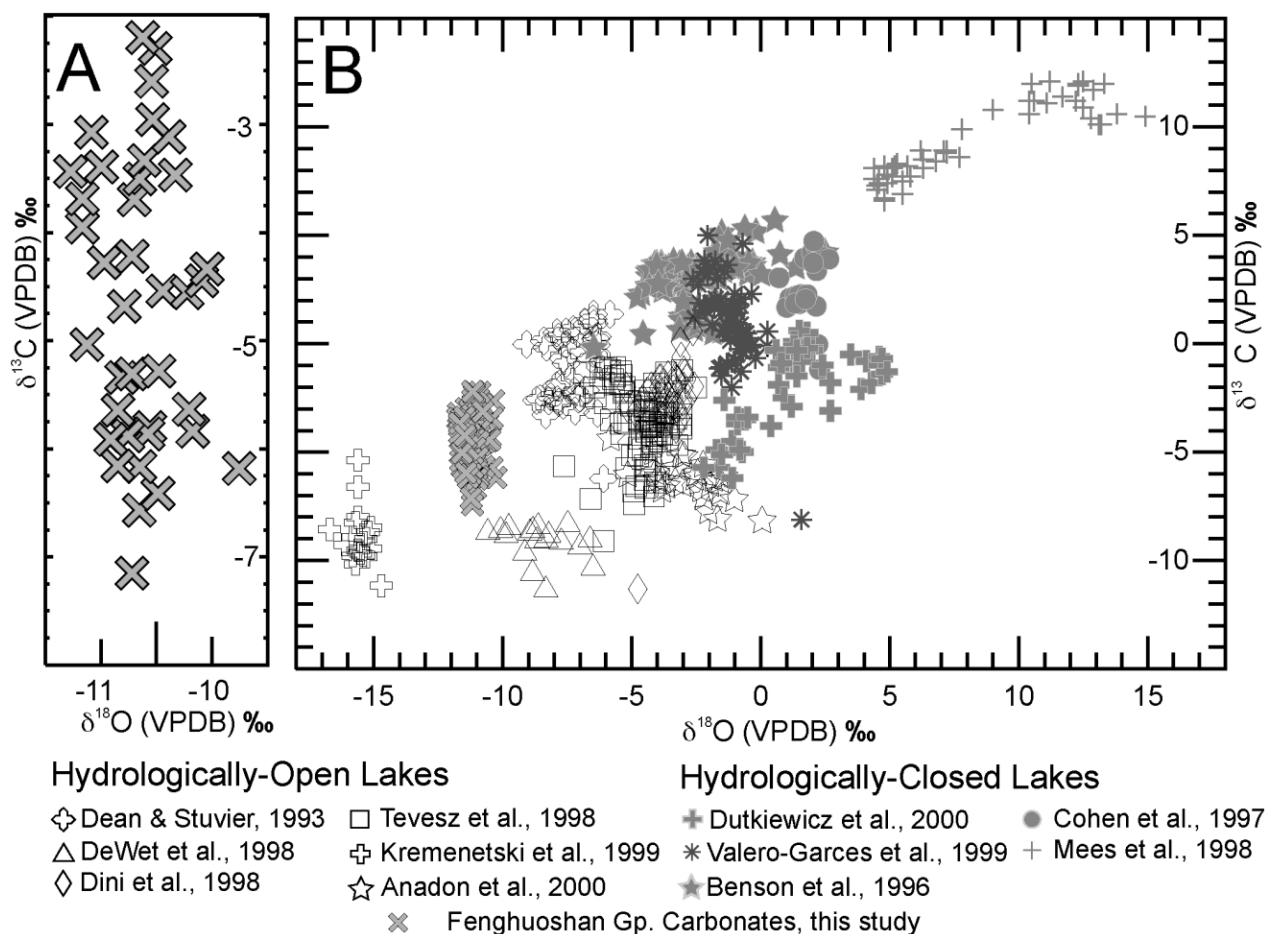 A
B
-3
-5
-7
δ13C (VPDB) ‰
-11
-10
δ18O (VPDB) ‰
10
5
0
-5
-10
δ13 C (VPDB) ‰
-15
-10
-5
0
5
10
15
δ18O (VPDB) ‰
Hydrologically-Open Lakes
Dean & Stuvier, 1993
Tevesz et al., 1998
DeWet et al., 1998
Kremenetski et al., 1999
Dini et al., 1998
Anadon et al., 2000
Hydrologically-Closed Lakes
Dutkiewicz et al., 2000
Cohen et al., 1997
Valero-Garces et al., 1999
Mees et al., 1998
Benson et al., 1996
Fenghuoshan Gp. Carbonates, this study